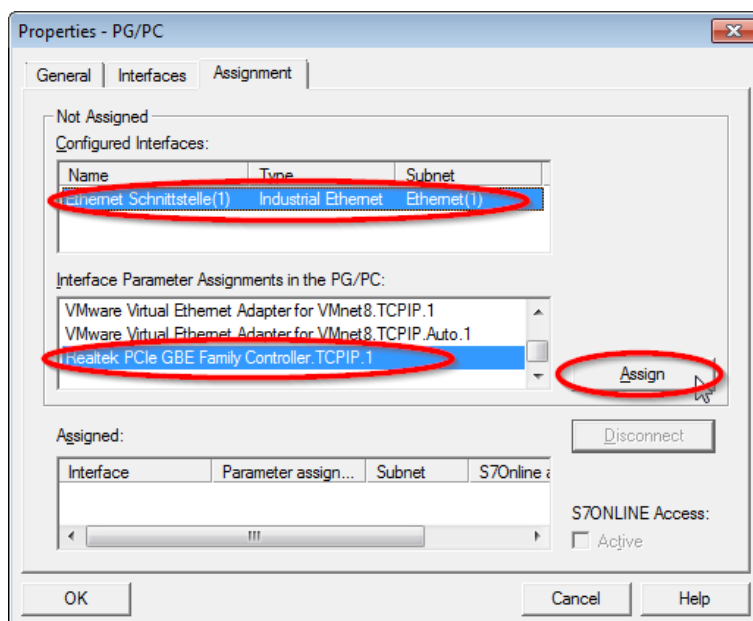 Properties - PG/PC
General Interfaces Assignment
Not Assigned
Configured Interfaces:
Name Type Subnet
Ethernet Schnittstelle(1) Industrial Ethernet Ethernet(1)
Interface Parameter Assignments in the PG/PC:
VMware Virtual Ethernet Adapter for VMnet8.TCPIP.1
VMware Virtual Ethernet Adapter for VMnet8.TCPIP.Auto.1
Realtek PCIe GBE Family Controller.TCPIP.1
Assign
Assigned:
Disconnect
Interface Parameter assign... Subnet S7Online a
S7ONLINE Access:
Active
OK Cancel Help